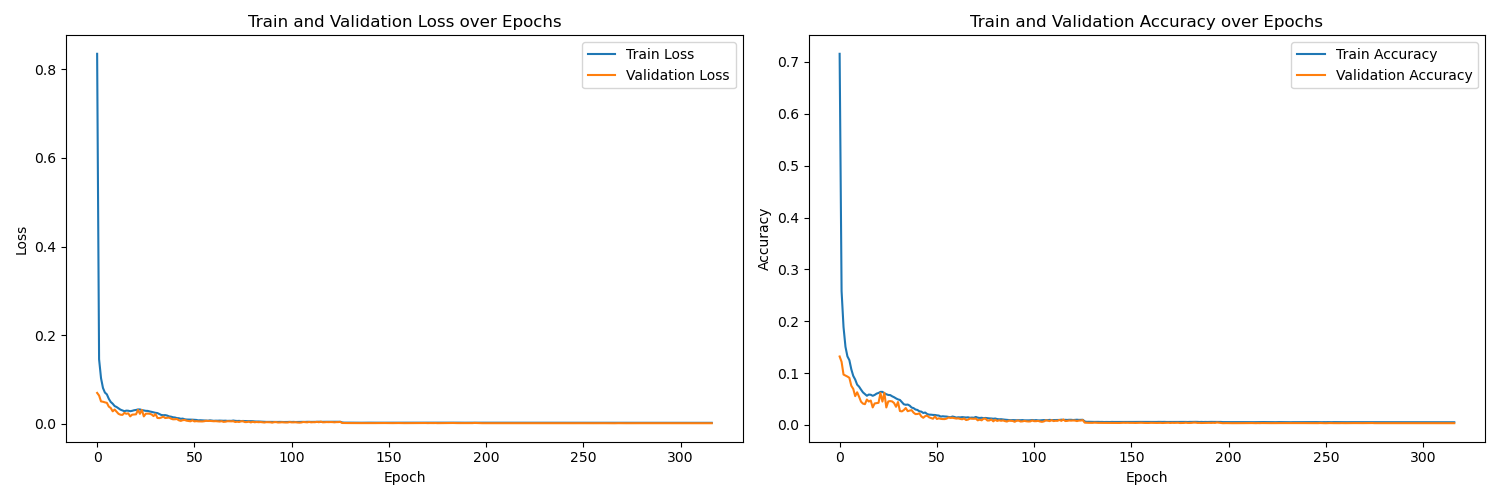 Train and Validation Loss over Epochs
Train Loss
Validation Loss
0.8
0.6
0.4
0.2
0.0
Loss
0
50
100
150
200
250
300
Epoch
Train and Validation Accuracy over Epochs
Train Accuracy
Validation Accuracy
0.7
0.6
0.5
0.4
0.3
0.2
0.1
0.0
Accuracy
0
50
100
150
200
250
300
Epoch